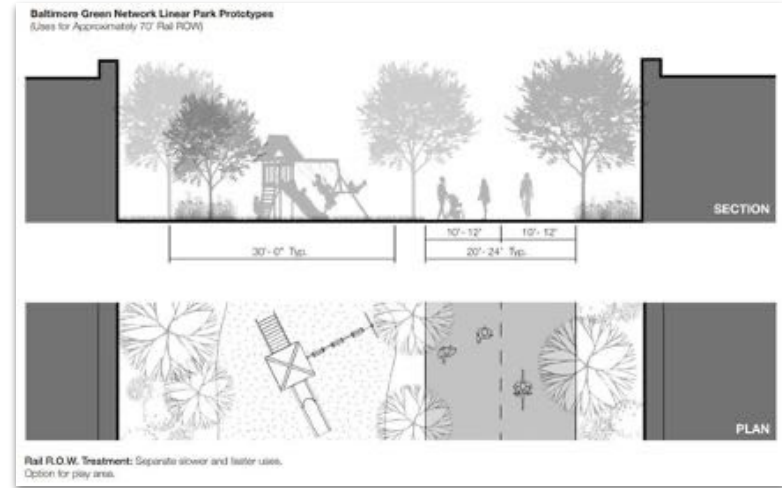 Baltimore Green Network Linear Park Prototypes
(Uses for Approximately 70' Rail ROW)
SECTION
10'- 12'
10'- 12'
30'- 0" Typ.
20'- 24' Typ.
PLAN
Rail R.O.W. Treatment: Separate slower and faster uses.
Option for play area.